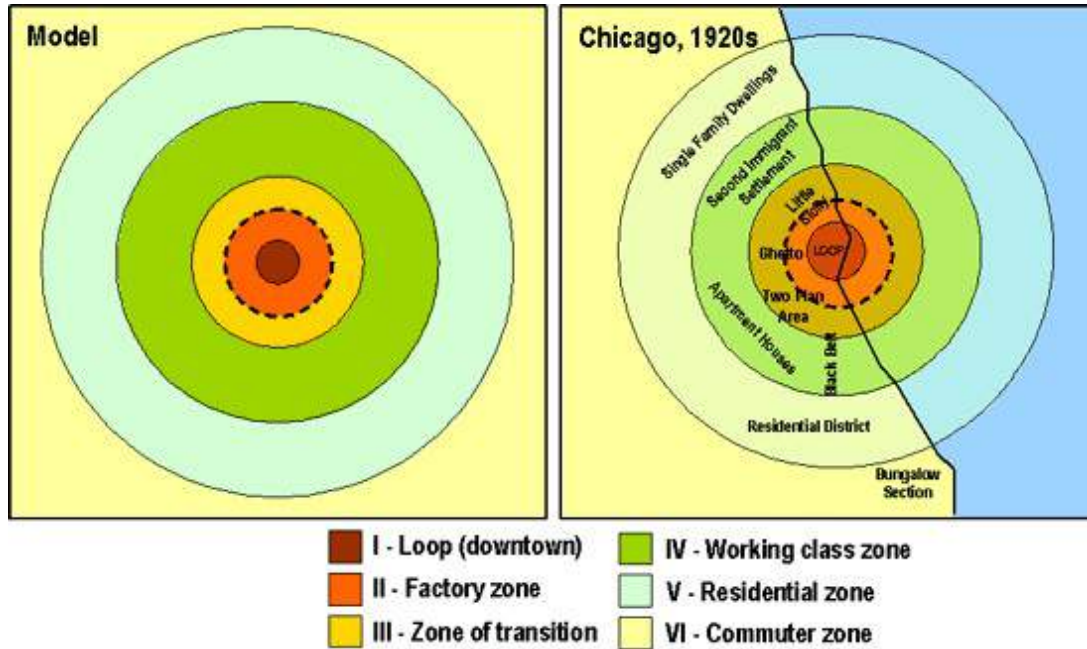 Model
Chicago, 1920s
Single Family Dwellings
Second Immigrant
Settlement
Little
Sicily
Ghetto
LOOP
Two Plan
Area
Apartment Houses
Black Belt
Residential District
Bungalow
Section
I - Loop (downtown)
II - Factory zone
III - Zone of transition
IV - Working class zone
V - Residential zone
VI - Commuter zone